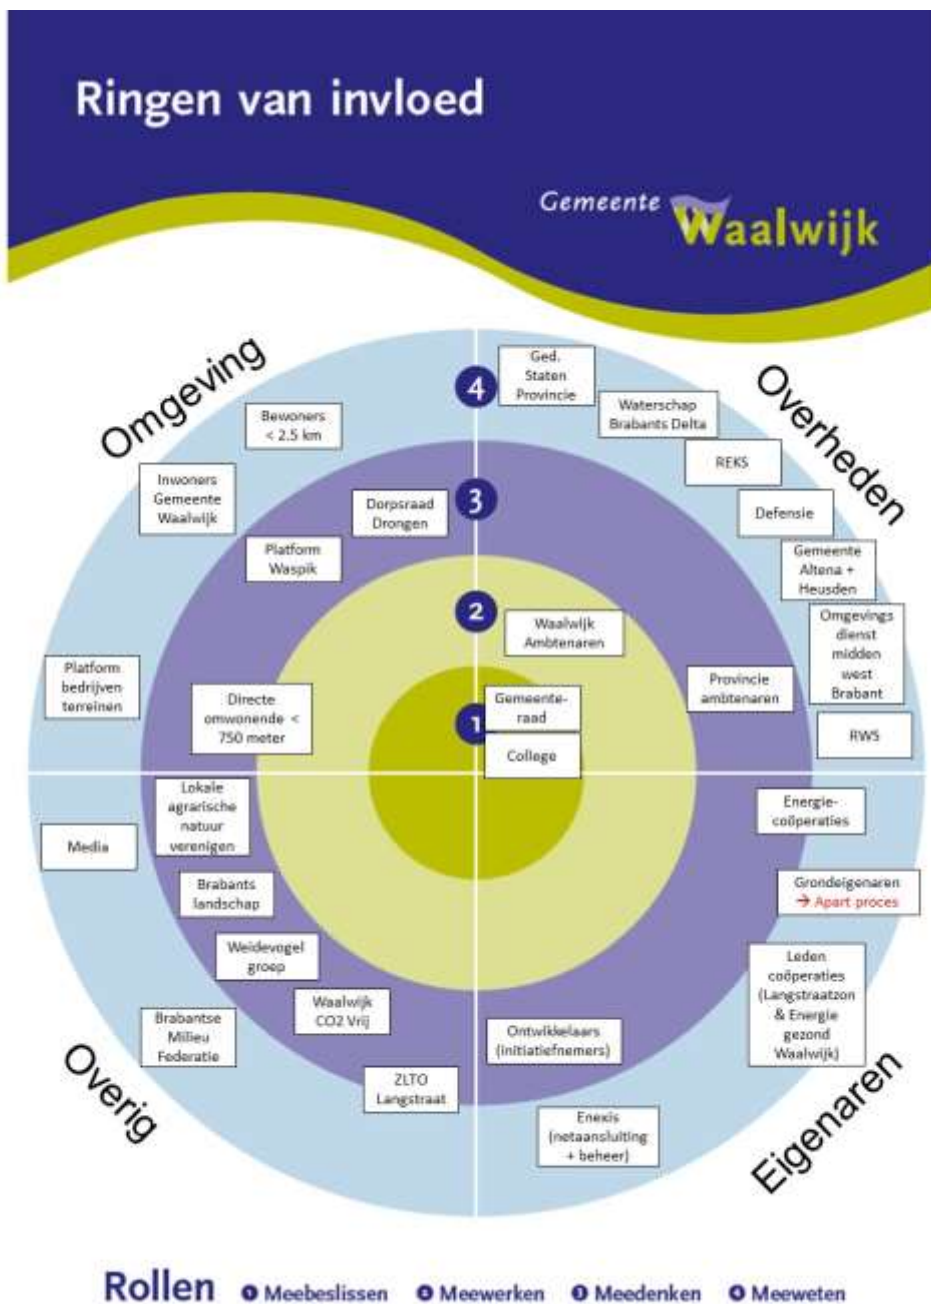 Ringen van invloed
Gemeente
Waalwijk
Omgeving
Overheden
4
Ged.
Staten
Provincie
Waterschap
Brabants Delta
Bewoners
< 2.5 km
REKS
Inwoners
Gemeente
Waalwijk
3
Dorpsraad
Drongen
Defensie
Platform
Waspik
Gemeente
Altena +
Heusden
2
Waalwijk
Ambtenaren
Omgevings
dienst
midden
west
Brabant
Platform
bedrijven
terreinen
Directe
omwonende <
750 meter
Provincie
ambtenaren
1
Gemeente-
raad
College
RWS
Lokale
agrarische
natuur
verenigen
Energie-
coöperaties
Media
Brabants
landschap
Grondeigenaren
→ Apart proces
Weidevogel
groep
Leden
coöperaties
(Langstraatzon
& Energie
gezond
Waalwijk)
Waalwijk
CO2 Vrij
Brabantse
Milieu
Federatie
Ontwikkelaars
(initiatiefnemers)
ZLTO
Langstraat
Enexis
(netaansluiting
+ beheer)
Overig
Eigenaren
Rollen 1 Meebeslissen 2 Meewerken 3 Meedenken 4 Meeweten